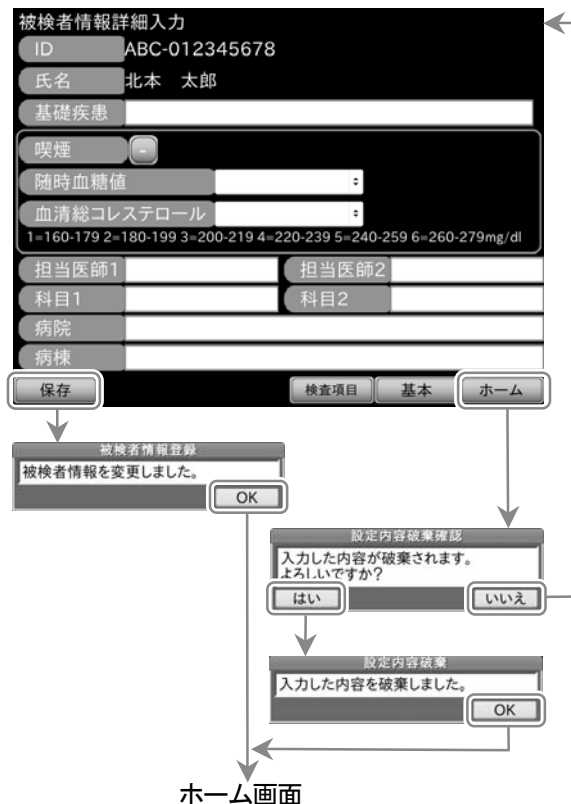 被検者情報詳細入力
ID ABC-012345678
氏名 北本 太郎
基礎疾患
喫煙 -
随時血糖値
血清総コレステロール
1=160-179 2=180-199 3=200-219 4=220-239 5=240-259 6=260-279mg/dl
担当医師1 担当医師2
科目1 科目2
病院
病棟
保存 検査項目 基本 ホーム
被検者情報登録
被検者情報を変更しました。
OK
設定内容破棄確認
入力した内容が破棄されます。
よろしいですか?
はい いいえ
設定内容破棄
入力した内容を破棄しました。
OK
ホーム画面